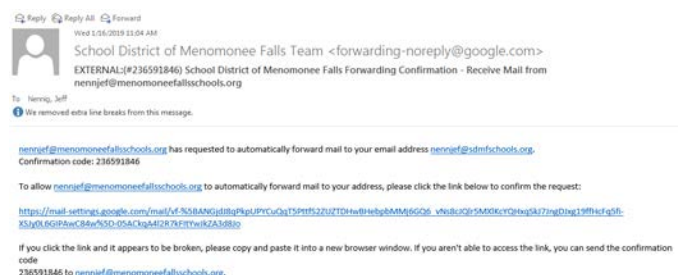 Reply Reply All Forward
Wed 1/16/2019 11:04 AM
School District of Menomonee Falls Team <forwarding-noreply@google.com>
EXTERNAL:(#236591846) School District of Menomonee Falls Forwarding Confirmation - Receive Mail from
nennjef@menomoneefallsschools.org
To Nennig, Jeff
We removed extra line breaks from this message.
nennjef@menomoneefallsschools.org has requested to automatically forward mail to your email address nennjef@sdmfschools.org.
Confirmation code: 236591846
To allow nennjef@menomoneefallsschools.org to automatically forward mail to your address, please click the link below to confirm the request:
If you click the link and it appears to be broken, please copy and paste it into a new browser window. If you aren't able to access the link, you can send the confirmation
code
236591846 to nennjef@menomoneefallsschools.org.